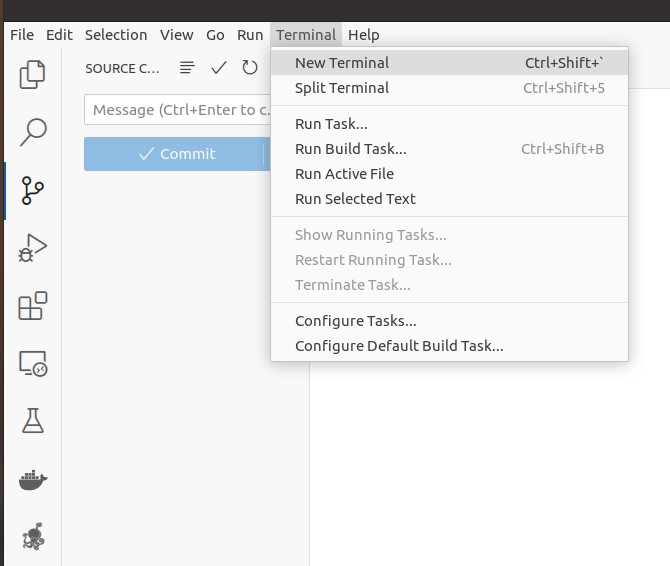 File Edit Selection View Go Run Terminal Help
SOURCE C...
Message (Ctrl+Enter to c.
Commit
New Terminal Ctrl+Shift+`
Split Terminal Ctrl+Shift+5
Run Task...
Run Build Task... Ctrl+Shift+B
Run Active File
Run Selected Text
Show Running Tasks...
Restart Running Task...
Terminate Task...
Configure Tasks...
Configure Default Build Task...